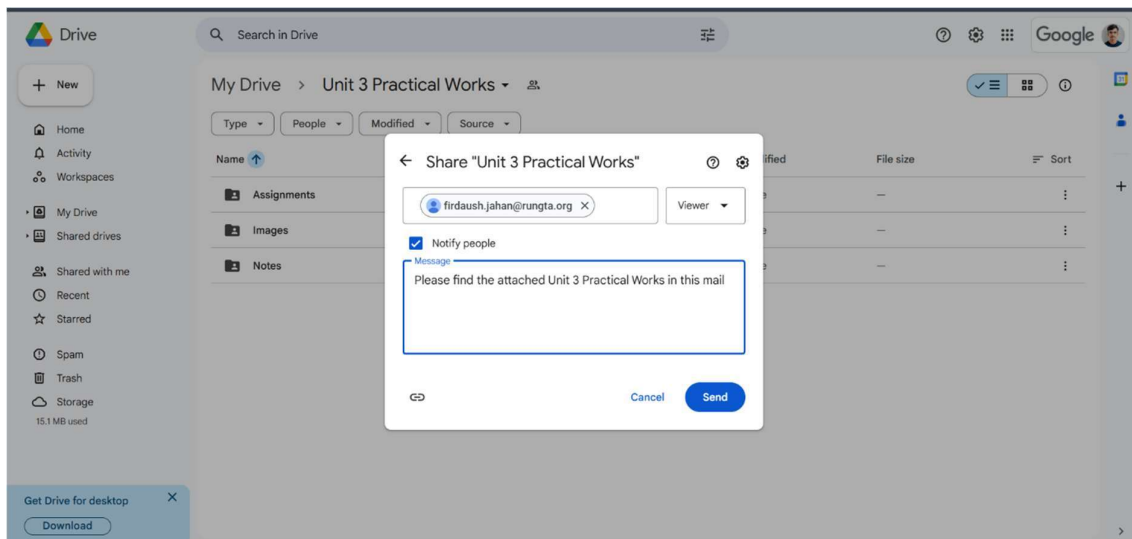 Drive
Search in Drive
Google
New
My Drive > Unit 3 Practical Works
31
Home
Activity
Workspaces
My Drive
Shared drives
Shared with me
Recent
Starred
Spam
Trash
Storage
15.1 MB used
Get Drive for desktop
Download
Type
People
Modified
Source
Name
ified
File size
Sort
Assignments
—
Images
—
Notes
—
Share "Unit 3 Practical Works"
firdaush.jahan@rungta.org
Viewer
Notify people
Message
Please find the attached Unit 3 Practical Works in this mail
Cancel
Send